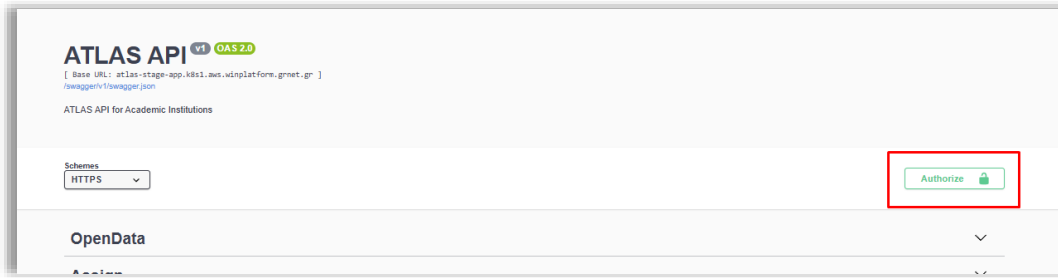 ATLAS API v1 OAS 2.0
[ Base URL: atlas-stage-app.k8s1.aws.winplatform.grnet.gr ]
/swagger/v1/swagger.json
ATLAS API for Academic Institutions
Schemes
HTTPS
Authorize
OpenData
Assign